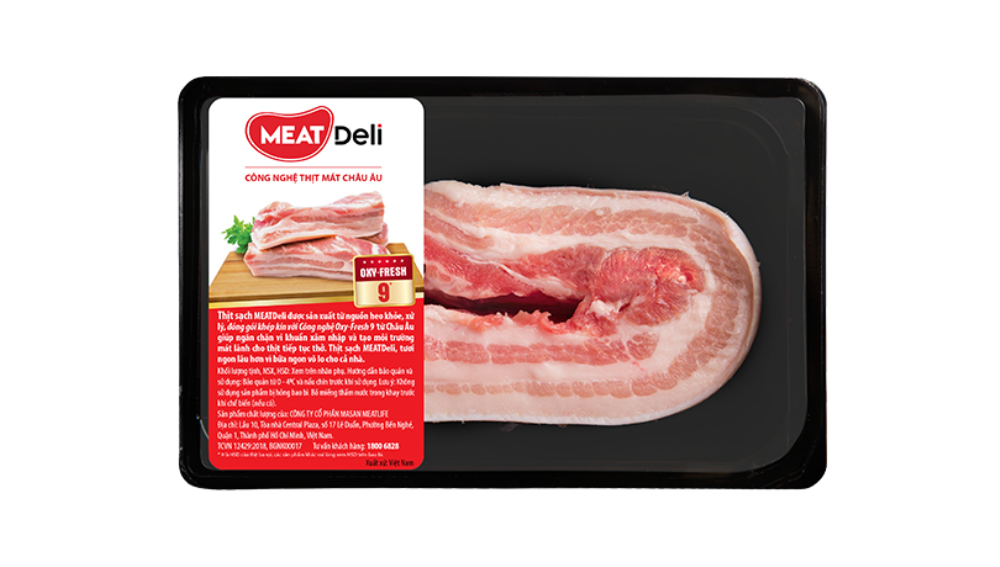 MEAT Deli
CÔNG NGHỆ THỊT MÁT CHÂU ÂU
OXY-FRESH
9*
Thịt sạch MEATDeli được sản xuất từ nguồn heo khỏe, xử
lý, đóng gói khép kín với Công nghệ Oxy-Fresh 9 từ Châu Âu
giúp ngăn chặn vi khuẩn xâm nhập và tạo môi trường
mát lành cho thịt tiếp tục thở. Thịt sạch MEATDeli, tươi
ngon lâu hơn vì bữa ngon vô lo cho cả nhà.
Khối lượng tịnh, NSX, HSD: Xem trên nhãn phụ. Hướng dẫn bảo quản và
sử dụng: Bảo quản từ 0 - 4°C và nấu chín trước khi sử dụng. Lưu ý: Không
sử dụng sản phẩm bị hỏng bao bì. Bỏ miếng thấm nước trong khay trước
khi chế biến (nếu có).
Sản phẩm chất lượng của: CÔNG TY CỔ PHẦN MASAN MEATLIFE
Địa chỉ: Lầu 10, Tòa nhà Central Plaza, số 17 Lê Duẩn, Phường Bến Nghé,
Quận 1, Thành phố Hồ Chí Minh, Việt Nam.
TCVN 12429:2018, BGNK00017 Tư vấn khách hàng: 1800 6828
Xuất xứ: Việt Nam